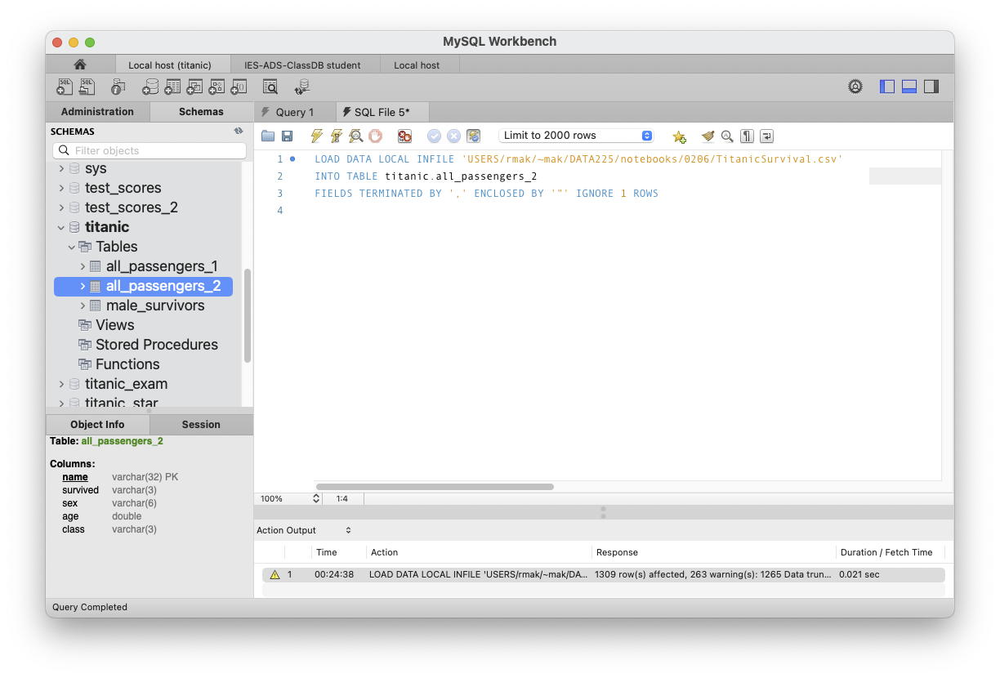 MySQL Workbench
Local host (titanic)
IES-ADS-ClassDB student
Local host
Administration
Schemas
Query 1
SQL File 5*
SCHEMAS
Filter objects
sys
test_scores
test_scores_2
titanic
Tables
all_passengers_1
all_passengers_2
male_survivors
Views
Stored Procedures
Functions
titanic_exam
titanic_star
Object Info
Session
Table: all_passengers_2
Columns:
name varchar(32) PK
survived varchar(3)
sex varchar(6)
age double
class varchar(3)
Limit to 2000 rows
1 LOAD DATA LOCAL INFILE 'USERS/rmak/~mak/DATA225/notebooks/0206/TitanicSurvival.csv'
2 INTO TABLE titanic.all_passengers_2
3 FIELDS TERMINATED BY ',' ENCLOSED BY '"' IGNORE 1 ROWS
4
100% 1:4
Action Output
Time Action Response Duration / Fetch Time
1 00:24:38 LOAD DATA LOCAL INFILE 'USERS/rmak/~mak/DA... 1309 row(s) affected, 263 warning(s): 1265 Data trun... 0.021 sec
Query Completed